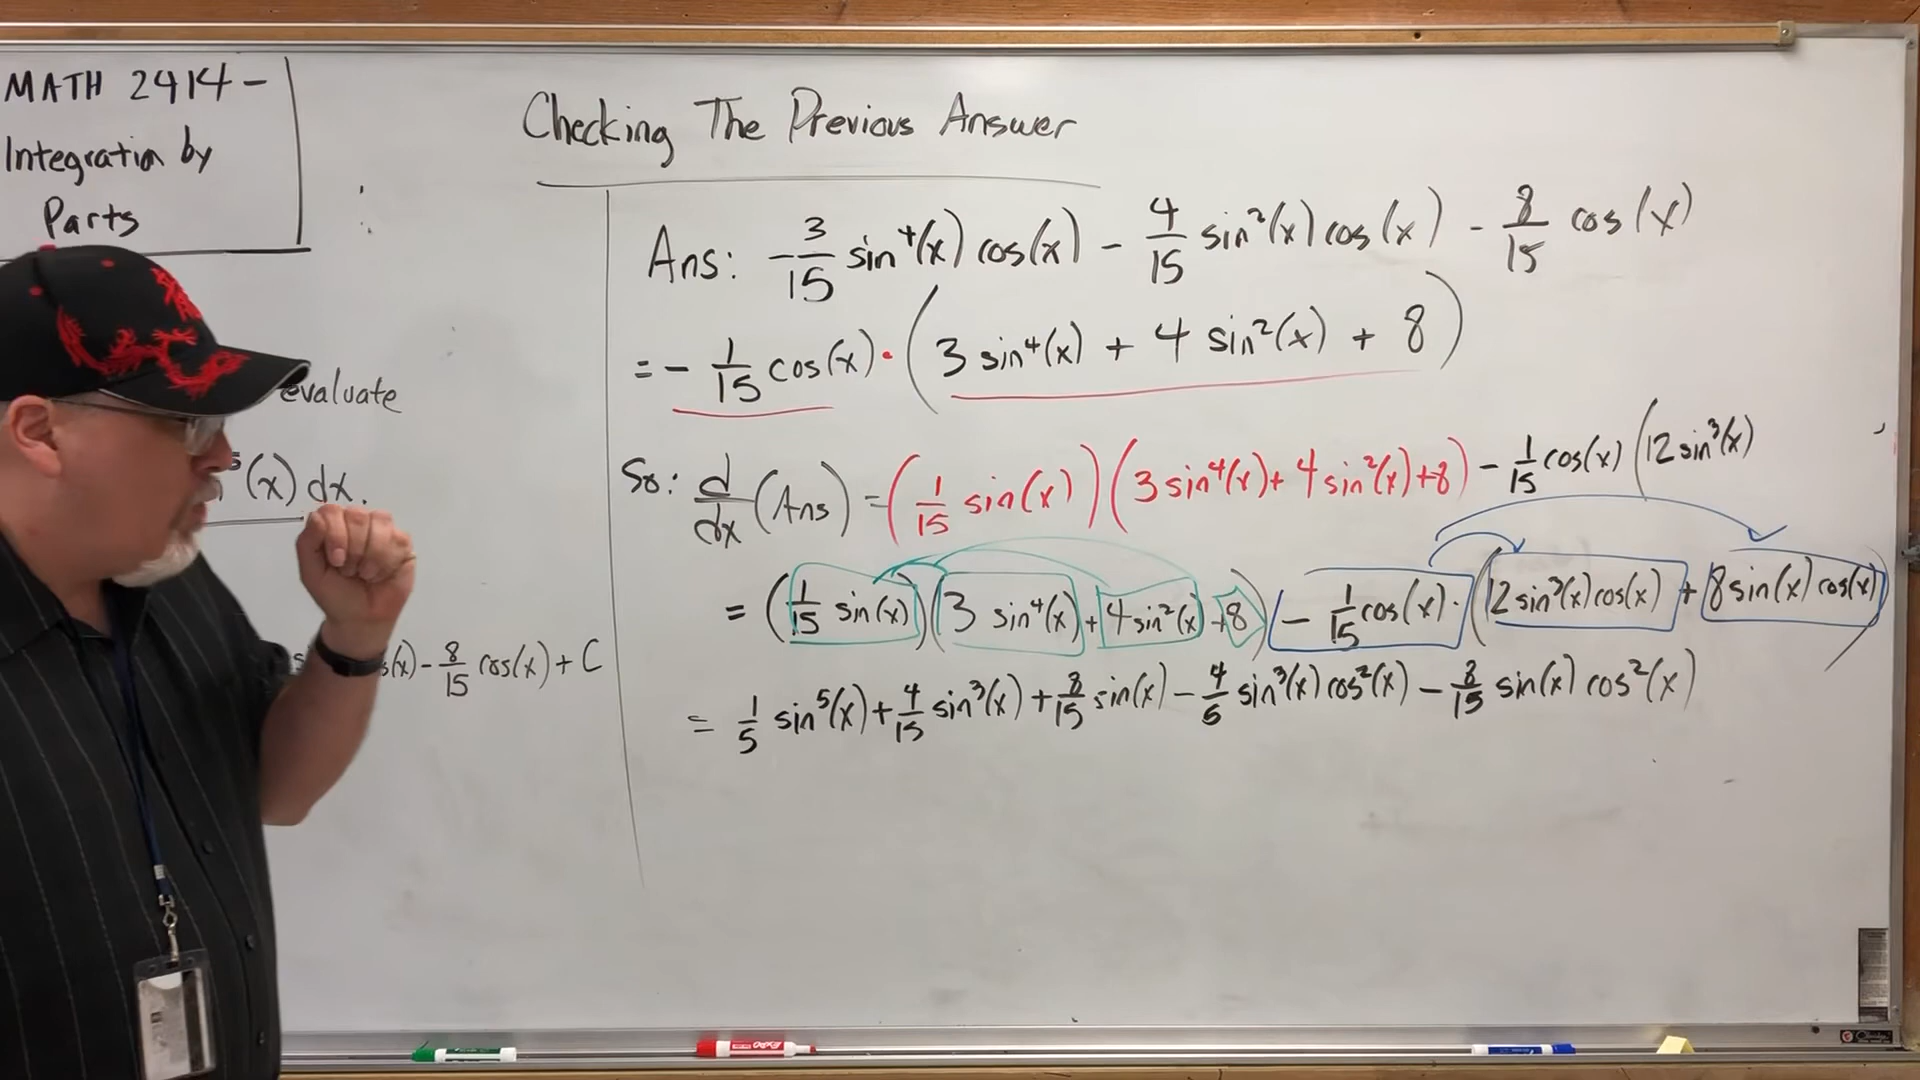 MATH 2414 -
Integration by
Parts
evaluate
(x) dx.
(x) - 8/15 cos(x) + C
Checking The Previous Answer
Ans: -3/15 sin⁴(x) cos(x) - 4/15 sin²(x) cos(x) - 8/15 cos(x)
= - 1/15 cos(x) · (3 sin⁴(x) + 4 sin²(x) + 8)
So: d/dx (Ans) = (1/15 sin(x)) (3 sin⁴(x) + 4 sin²(x) + 8) - 1/15 cos(x) (12 sin³(x)
= (1/15 sin(x)) (3 sin⁴(x) + 4 sin²(x) + 8) - 1/15 cos(x) · (12 sin³(x) cos(x) + 8 sin(x) cos(x))
= 1/5 sin⁵(x) + 4/15 sin³(x) + 8/15 sin(x) - 4/5 sin³(x) cos²(x) - 8/15 sin(x) cos²(x)
EXPO